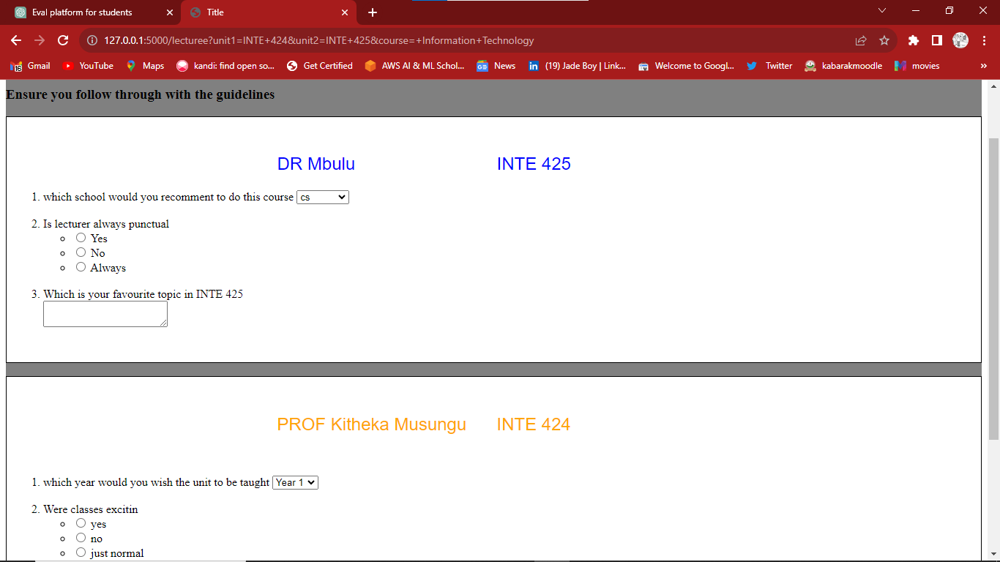 Eval platform for students
Title
127.0.0.1:5000/lecturee?unit1=INTE+424&unit2=INTE+425&course=+Information+Technology
16 Gmail YouTube Maps kandi: find open so... Get Certified AWS AI & ML Schol... GE News in (19) Jade Boy | Link... Welcome to Googl... Twitter kabarakmoodle movies »
Ensure you follow through with the guidelines
DR Mbulu INTE 425
1. which school would you recomment to do this course cs
2. Is lecturer always punctual
Yes
No
Always
3. Which is your favourite topic in INTE 425
PROF Kitheka Musungu INTE 424
1. which year would you wish the unit to be taught Year 1
2. Were classes excitin
yes
no
just normal